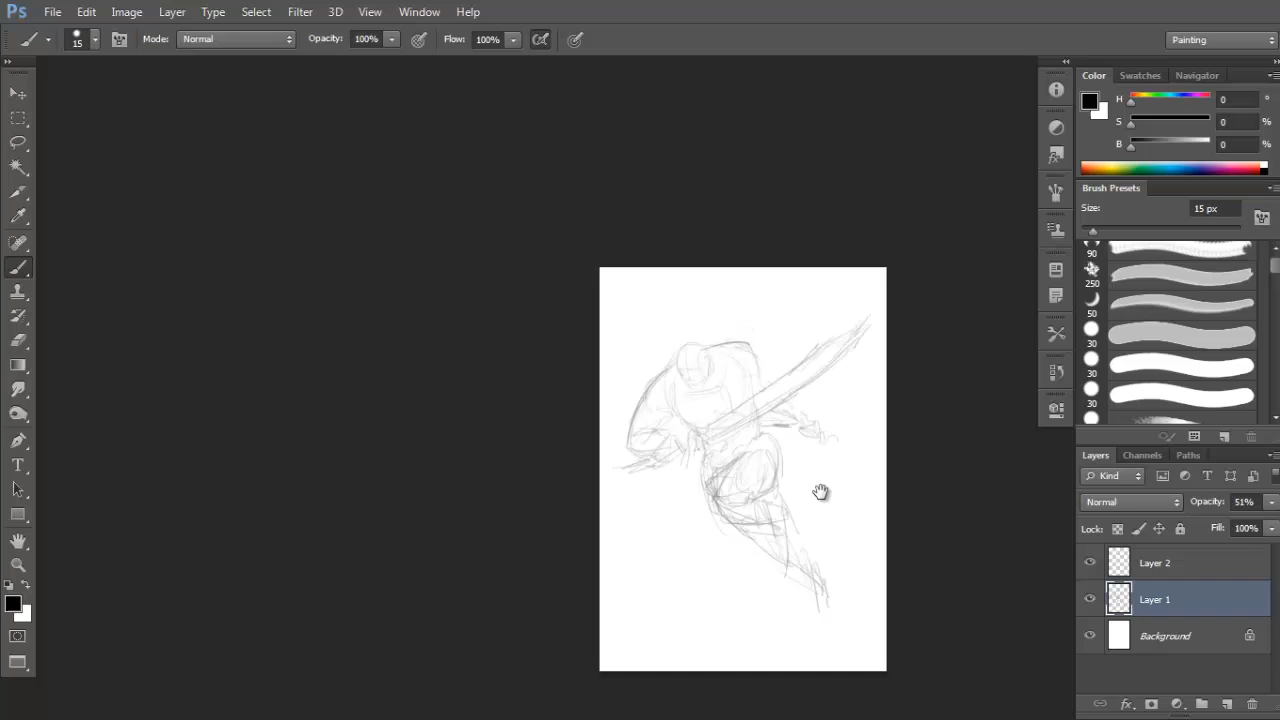 Ps File Edit Image Layer Type Select Filter 3D View Window Help
15 Mode: Normal Opacity: 100% Flow: 100% Painting
Color Swatches Navigator
H 0 °
S 0 %
B 0 %
Brush Presets
Size: 15 px
90
250
50
30
30
30
Layers Channels Paths
Kind
Normal Opacity: 51%
Lock: Fill: 100%
Layer 2
Layer 1
Background